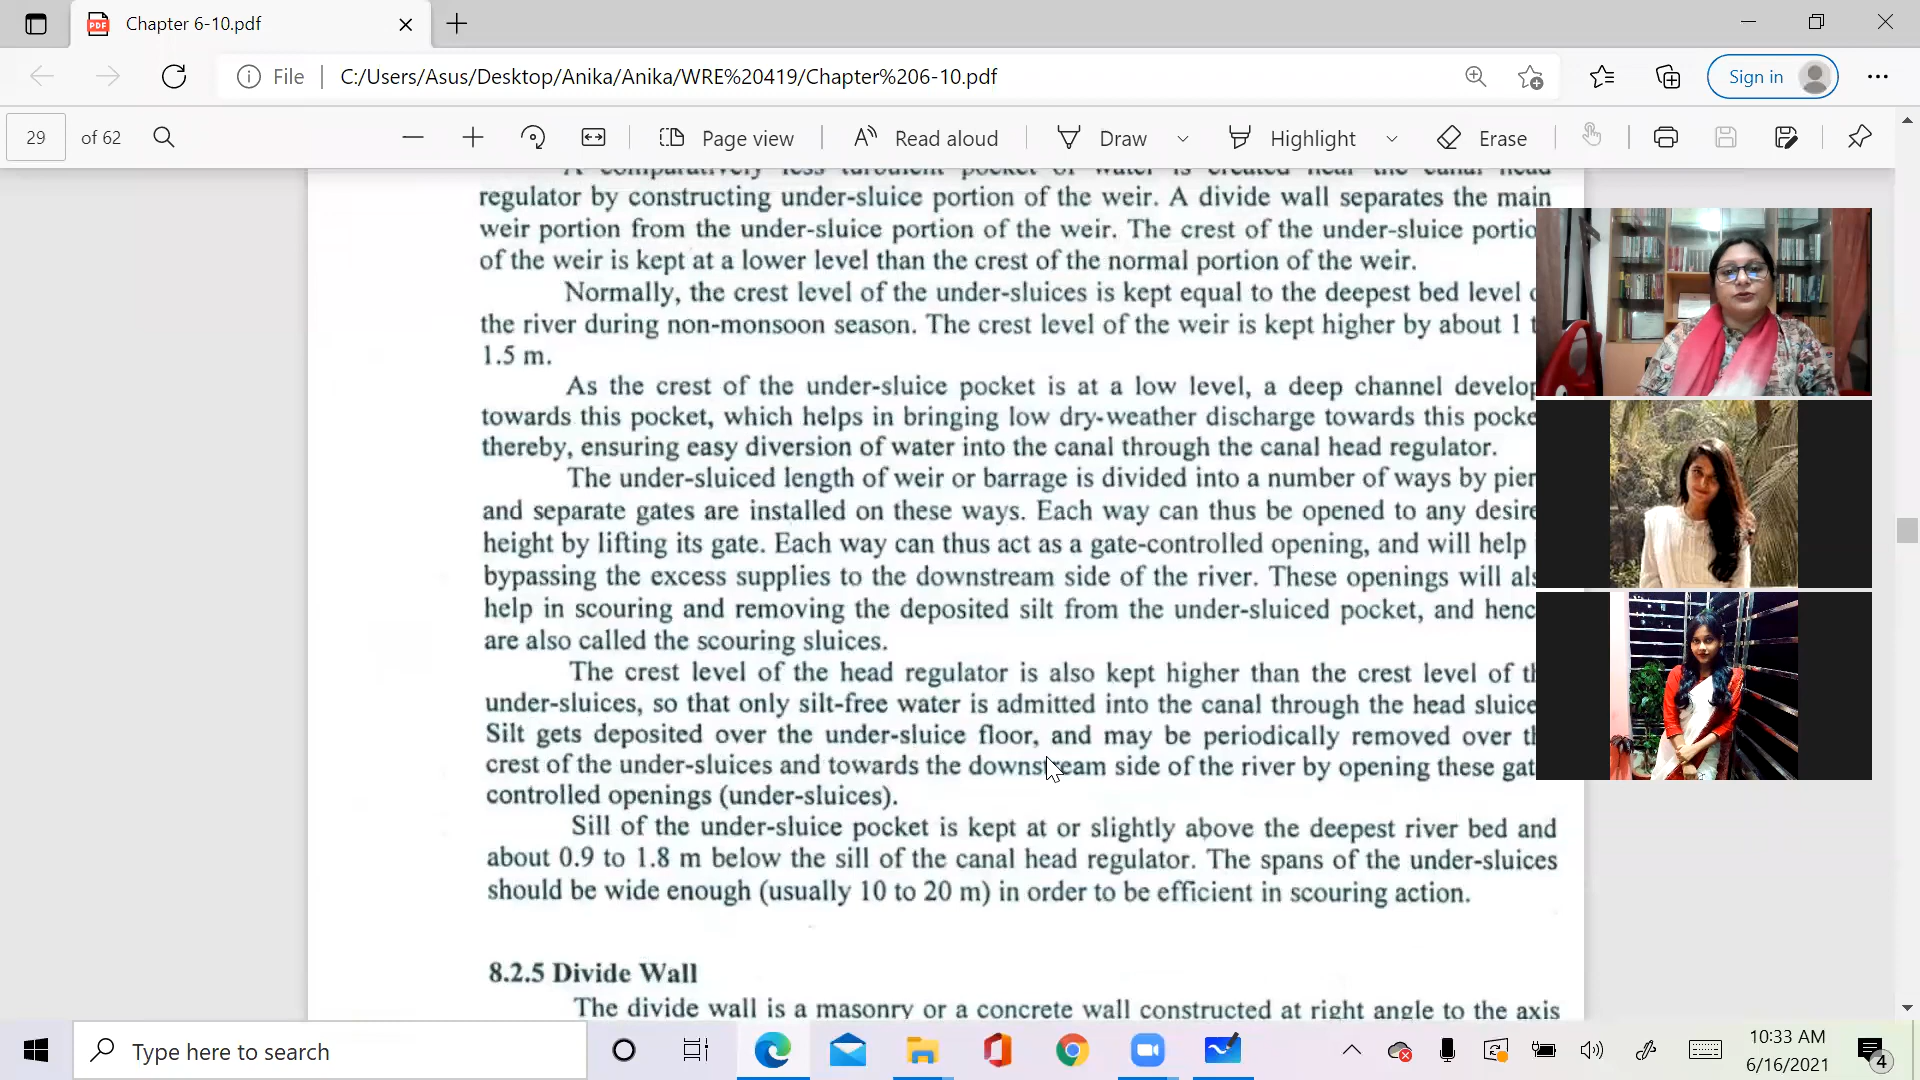 Chapter 6-10.pdf
File
C:/Users/Asus/Desktop/Anika/Anika/WRE%20419/Chapter%206-10.pdf
Sign in
29
of 62
Page view
Read aloud
Draw
Highlight
Erase
A comparatively less turbulent pocket of water is created near the canal head
regulator by constructing under-sluice portion of the weir. A divide wall separates the main
weir portion from the under-sluice portion of the weir. The crest of the under-sluice portio
of the weir is kept at a lower level than the crest of the normal portion of the weir.
Normally, the crest level of the under-sluices is kept equal to the deepest bed level
the river during non-monsoon season. The crest level of the weir is kept higher by about 1 t
1.5 m.
As the crest of the under-sluice pocket is at a low level, a deep channel develop
towards this pocket, which helps in bringing low dry-weather discharge towards this pocke
thereby, ensuring easy diversion of water into the canal through the canal head regulator.
The under-sluiced length of weir or barrage is divided into a number of ways by pier
and separate gates are installed on these ways. Each way can thus be opened to any desire
height by lifting its gate. Each way can thus act as a gate-controlled opening, and will help
bypassing the excess supplies to the downstream side of the river. These openings will als
help in scouring and removing the deposited silt from the under-sluiced pocket, and henc
are also called the scouring sluices.
The crest level of the head regulator is also kept higher than the crest level of th
under-sluices, so that only silt-free water is admitted into the canal through the head sluice
Silt gets deposited over the under-sluice floor, and may be periodically removed over th
crest of the under-sluices and towards the downstream side of the river by opening these gat
controlled openings (under-sluices).
Sill of the under-sluice pocket is kept at or slightly above the deepest river bed and
about 0.9 to 1.8 m below the sill of the canal head regulator. The spans of the under-sluices
should be wide enough (usually 10 to 20 m) in order to be efficient in scouring action.
8.2.5 Divide Wall
The divide wall is a masonry or a concrete wall constructed at right angle to the axis
Type here to search
10:33 AM
6/16/2021
4